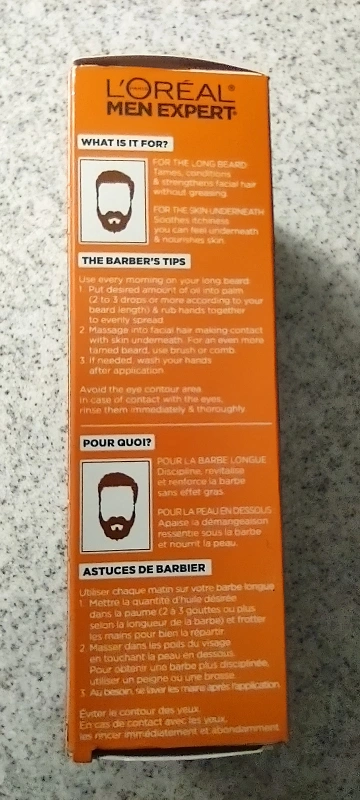 L'ORÉAL®
MEN EXPERT®
WHAT IS IT FOR?
FOR THE LONG BEARD
Tames, conditions
& strengthens facial hair
without greasing.
FOR THE SKIN UNDERNEATH
Soothes itchiness
you can feel underneath
& nourishes skin.
THE BARBER'S TIPS
Use every morning on your long beard.
1. Put desired amount of oil into palm
(2 to 3 drops or more according to your
beard length) & rub hands together
to evenly spread.
2. Massage into facial hair making contact
with skin underneath. For an even more
tamed beard, use brush or comb.
3. If needed, wash your hands
after application.
Avoid the eye contour area.
In case of contact with the eyes,
rinse them immediately & thoroughly.
POUR QUOI?
POUR LA BARBE LONGUE
Discipline, revitalise
et renforce la barbe
sans effet gras.
POUR LA PEAU EN DESSOUS
Apaise la démangeaison
ressentie sous la barbe
et nourrit la peau.
ASTUCES DE BARBIER
Utiliser chaque matin sur votre barbe longue.
1. Mettre la quantité d'huile désirée
dans la paume (2 à 3 gouttes ou plus
selon la longueur de la barbe) et frotter
les mains pour bien la répartir.
2. Masser dans les poils du visage
en touchant la peau en dessous.
Pour obtenir une barbe plus disciplinée,
utiliser un peigne ou une brosse.
3. Au besoin, se laver les mains après l'application.
Éviter le contour des yeux.
En cas de contact avec les yeux,
les rincer immédiatement et abondamment.